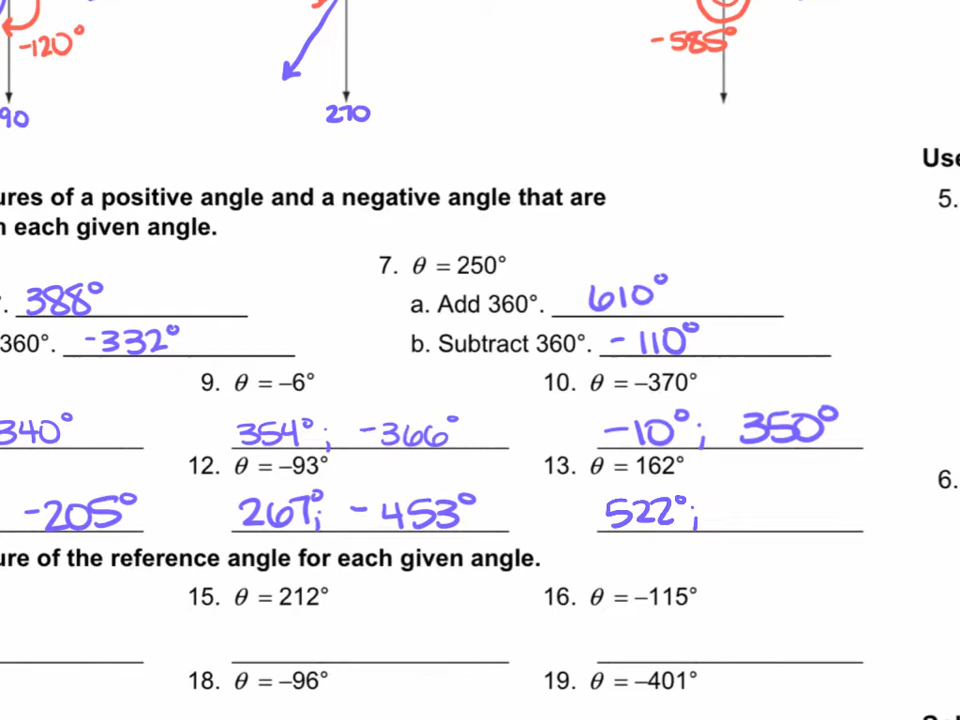 -120° -585°
90 270
Use
ures of a positive angle and a negative angle that are 5.
n each given angle.
7. θ = 250°
. 388° a. Add 360°. 610°
360°. -332° b. Subtract 360°. -110°
9. θ = –6° 10. θ = –370°
340° 354°; -366° -10°; 350°
12. θ = –93° 13. θ = 162° 6.
-205° 267°; -453° 522°;
ure of the reference angle for each given angle.
15. θ = 212° 16. θ = –115°
18. θ = –96° 19. θ = –401°